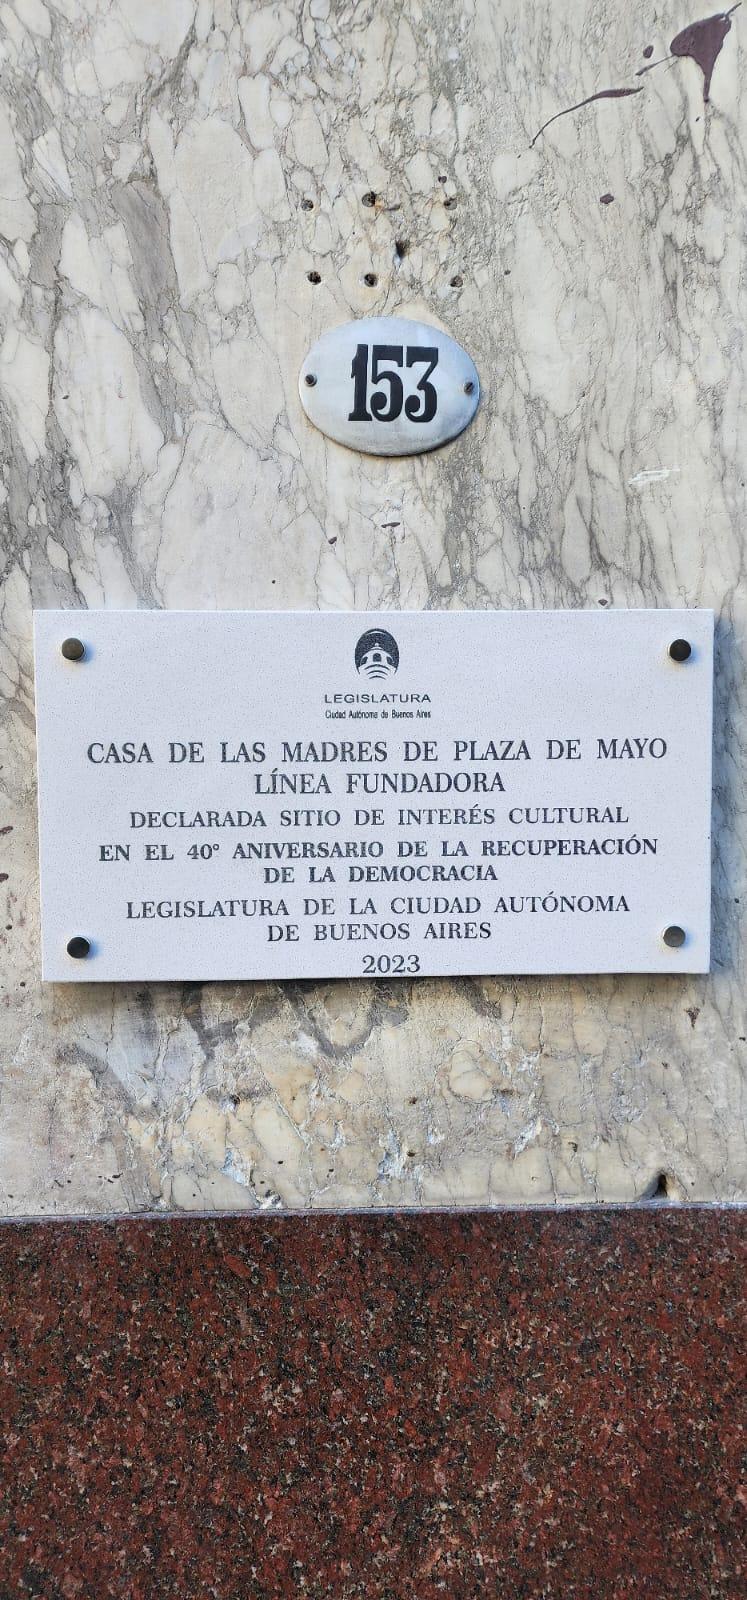 153
LEGISLATURA
Ciudad Autónoma de Buenos Aires
CASA DE LAS MADRES DE PLAZA DE MAYO
LÍNEA FUNDADORA
DECLARADA SITIO DE INTERÉS CULTURAL
EN EL 40° ANIVERSARIO DE LA RECUPERACIÓN
DE LA DEMOCRACIA
LEGISLATURA DE LA CIUDAD AUTÓNOMA
DE BUENOS AIRES
2023